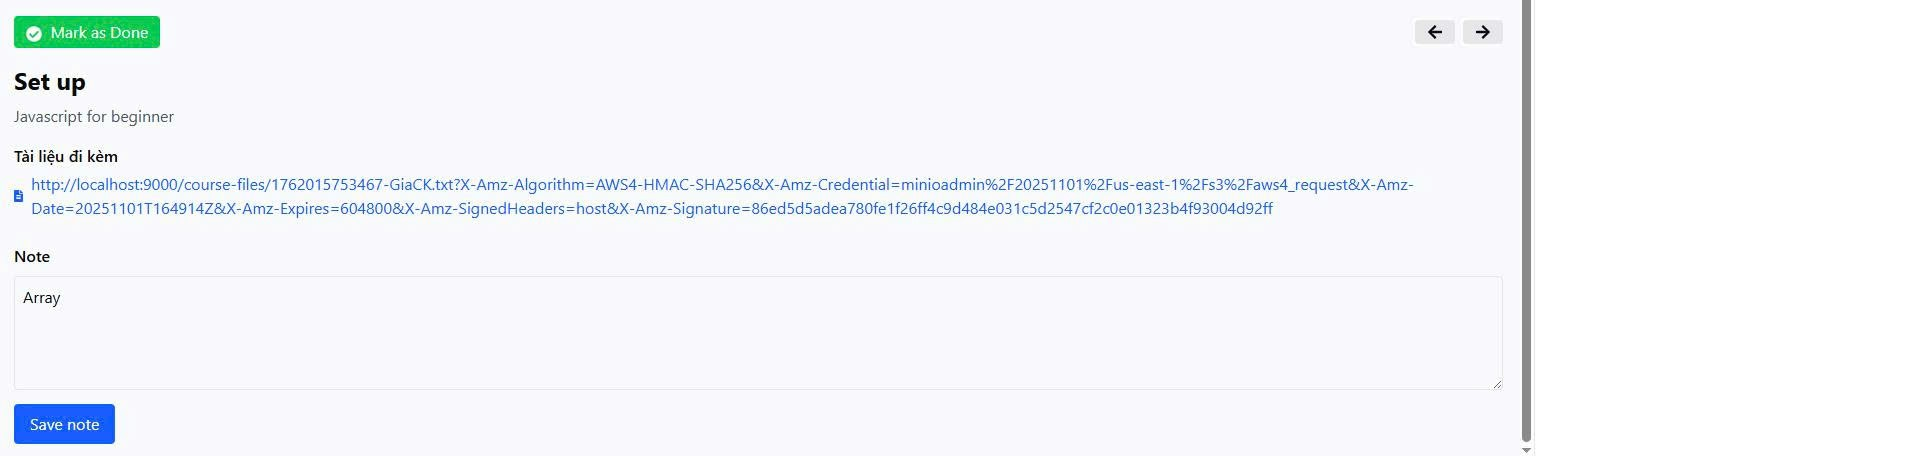 Mark as Done
Set up
Javascript for beginner
Tài liệu đi kèm
http://localhost:9000/course-files/1762015753467-GiaCK.txt?X-Amz-Algorithm=AWS4-HMAC-SHA256&X-Amz-Credential=minioadmin%2F20251101%2Fus-east-1%2Fs3%2Faws4_request&X-Amz-
Date=20251101T164914Z&X-Amz-Expires=604800&X-Amz-SignedHeaders=host&X-Amz-Signature=86ed5d5adea780fe1f26ff4c9d484e031c5d2547cf2c0e01323b4f93004d92ff
Note
Array
Save note